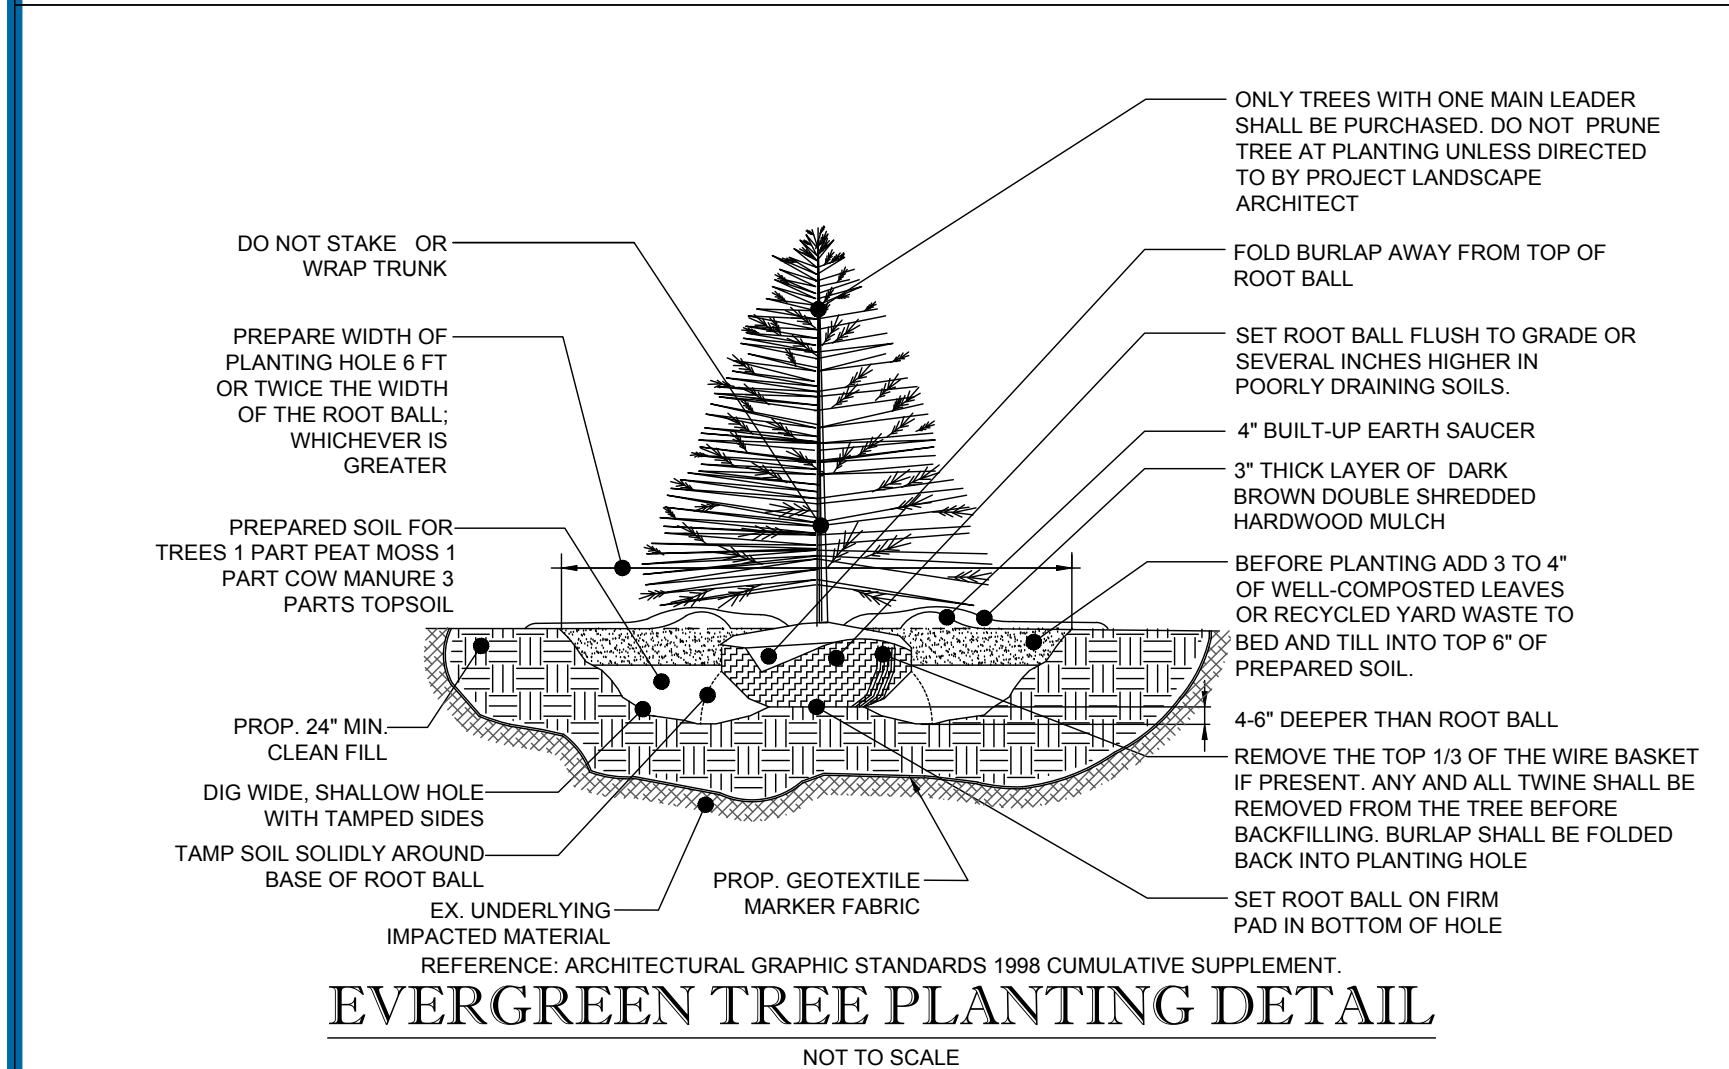 ONLY TREES WITH ONE MAIN LEADER
SHALL BE PURCHASED. DO NOT PRUNE
TREE AT PLANTING UNLESS DIRECTED
TO BY PROJECT LANDSCAPE
ARCHITECT
DO NOT STAKE OR
WRAP TRUNK
FOLD BURLAP AWAY FROM TOP OF
ROOT BALL
PREPARE WIDTH OF
PLANTING HOLE 6 FT
OR TWICE THE WIDTH
OF THE ROOT BALL;
WHICHEVER IS
GREATER
SET ROOT BALL FLUSH TO GRADE OR
SEVERAL INCHES HIGHER IN
POORLY DRAINING SOILS.
4" BUILT-UP EARTH SAUCER
3" THICK LAYER OF DARK
BROWN DOUBLE SHREDDED
HARDWOOD MULCH
PREPARED SOIL FOR
TREES 1 PART PEAT MOSS 1
PART COW MANURE 3
PARTS TOPSOIL
BEFORE PLANTING ADD 3 TO 4"
OF WELL-COMPOSTED LEAVES
OR RECYCLED YARD WASTE TO
BED AND TILL INTO TOP 6" OF
PREPARED SOIL.
PROP. 24" MIN.
CLEAN FILL
4-6" DEEPER THAN ROOT BALL
DIG WIDE, SHALLOW HOLE
WITH TAMPED SIDES
REMOVE THE TOP 1/3 OF THE WIRE BASKET
IF PRESENT. ANY AND ALL TWINE SHALL BE
REMOVED FROM THE TREE BEFORE
BACKFILLING. BURLAP SHALL BE FOLDED
BACK INTO PLANTING HOLE
TAMP SOIL SOLIDLY AROUND
BASE OF ROOT BALL
PROP. GEOTEXTILE
MARKER FABRIC
SET ROOT BALL ON FIRM
PAD IN BOTTOM OF HOLE
EX. UNDERLYING
IMPACTED MATERIAL
REFERENCE: ARCHITECTURAL GRAPHIC STANDARDS 1998 CUMULATIVE SUPPLEMENT.
EVERGREEN TREE PLANTING DETAIL
NOT TO SCALE